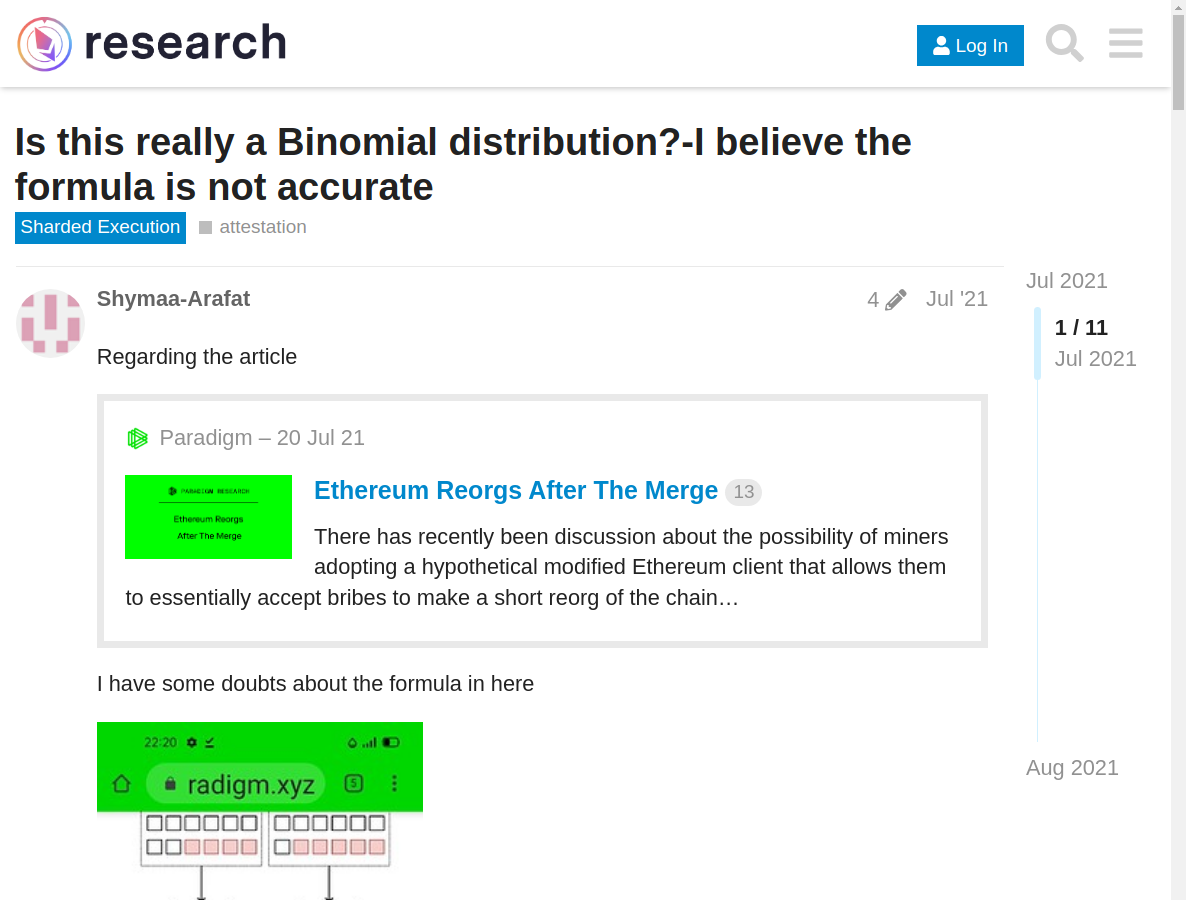 research
Log In
Is this really a Binomial distribution?-I believe the
formula is not accurate
Sharded Execution
attestation
Jul 2021
Shymaa-Arafat
4
Jul '21
1 / 11
Jul 2021
Regarding the article
Paradigm – 20 Jul 21
PARADIGM RESEARCH
Ethereum Reorgs
After The Merge
Ethereum Reorgs After The Merge 13
There has recently been discussion about the possibility of miners
adopting a hypothetical modified Ethereum client that allows them
to essentially accept bribes to make a short reorg of the chain…
I have some doubts about the formula in here
22:20
radigm.xyz
5
Aug 2021